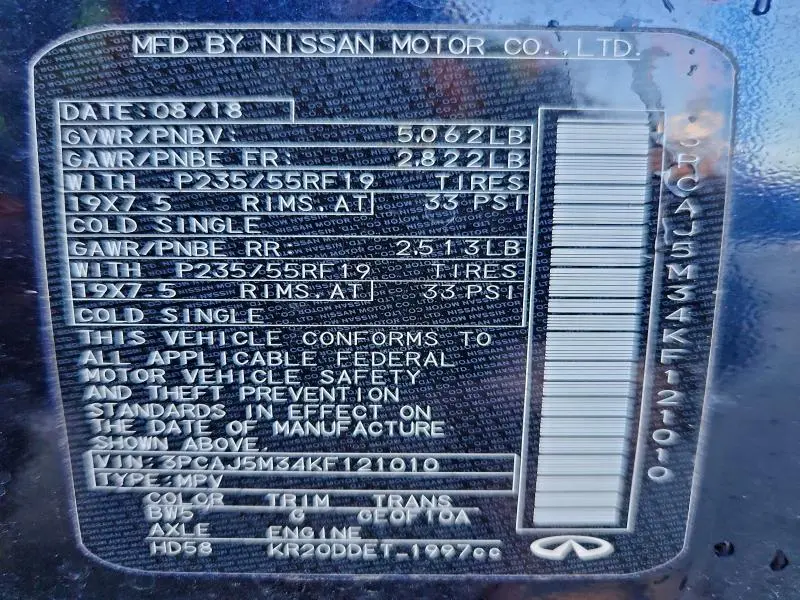 MFD BY NISSAN MOTOR CO.,LTD.
DATE:08/18
GVWR/PNBV: 5,062LB
GAWR/PNBE FR: 2,822LB
WITH P235/55RF19 TIRES
19X7.5 RIMS.AT 33 PSI
COLD SINGLE
GAWR/PNBE RR: 2,513LB
WITH P235/55RF19 TIRES
19X7.5 RIMS.AT 33 PSI
COLD SINGLE
THIS VEHICLE CONFORMS TO
ALL APPLICABLE FEDERAL
MOTOR VEHICLE SAFETY
AND THEFT PREVENTION
STANDARDS IN EFFECT ON
THE DATE OF MANUFACTURE
SHOWN ABOVE.
VIN: 3PCAJ5M34KF121010
TYPE:MPV
COLOR TRIM TRANS
BW5 G GE0F10A
AXLE ENGINE
HD58 KR20DDET-1997cc
3PCAJ5M34KF121010